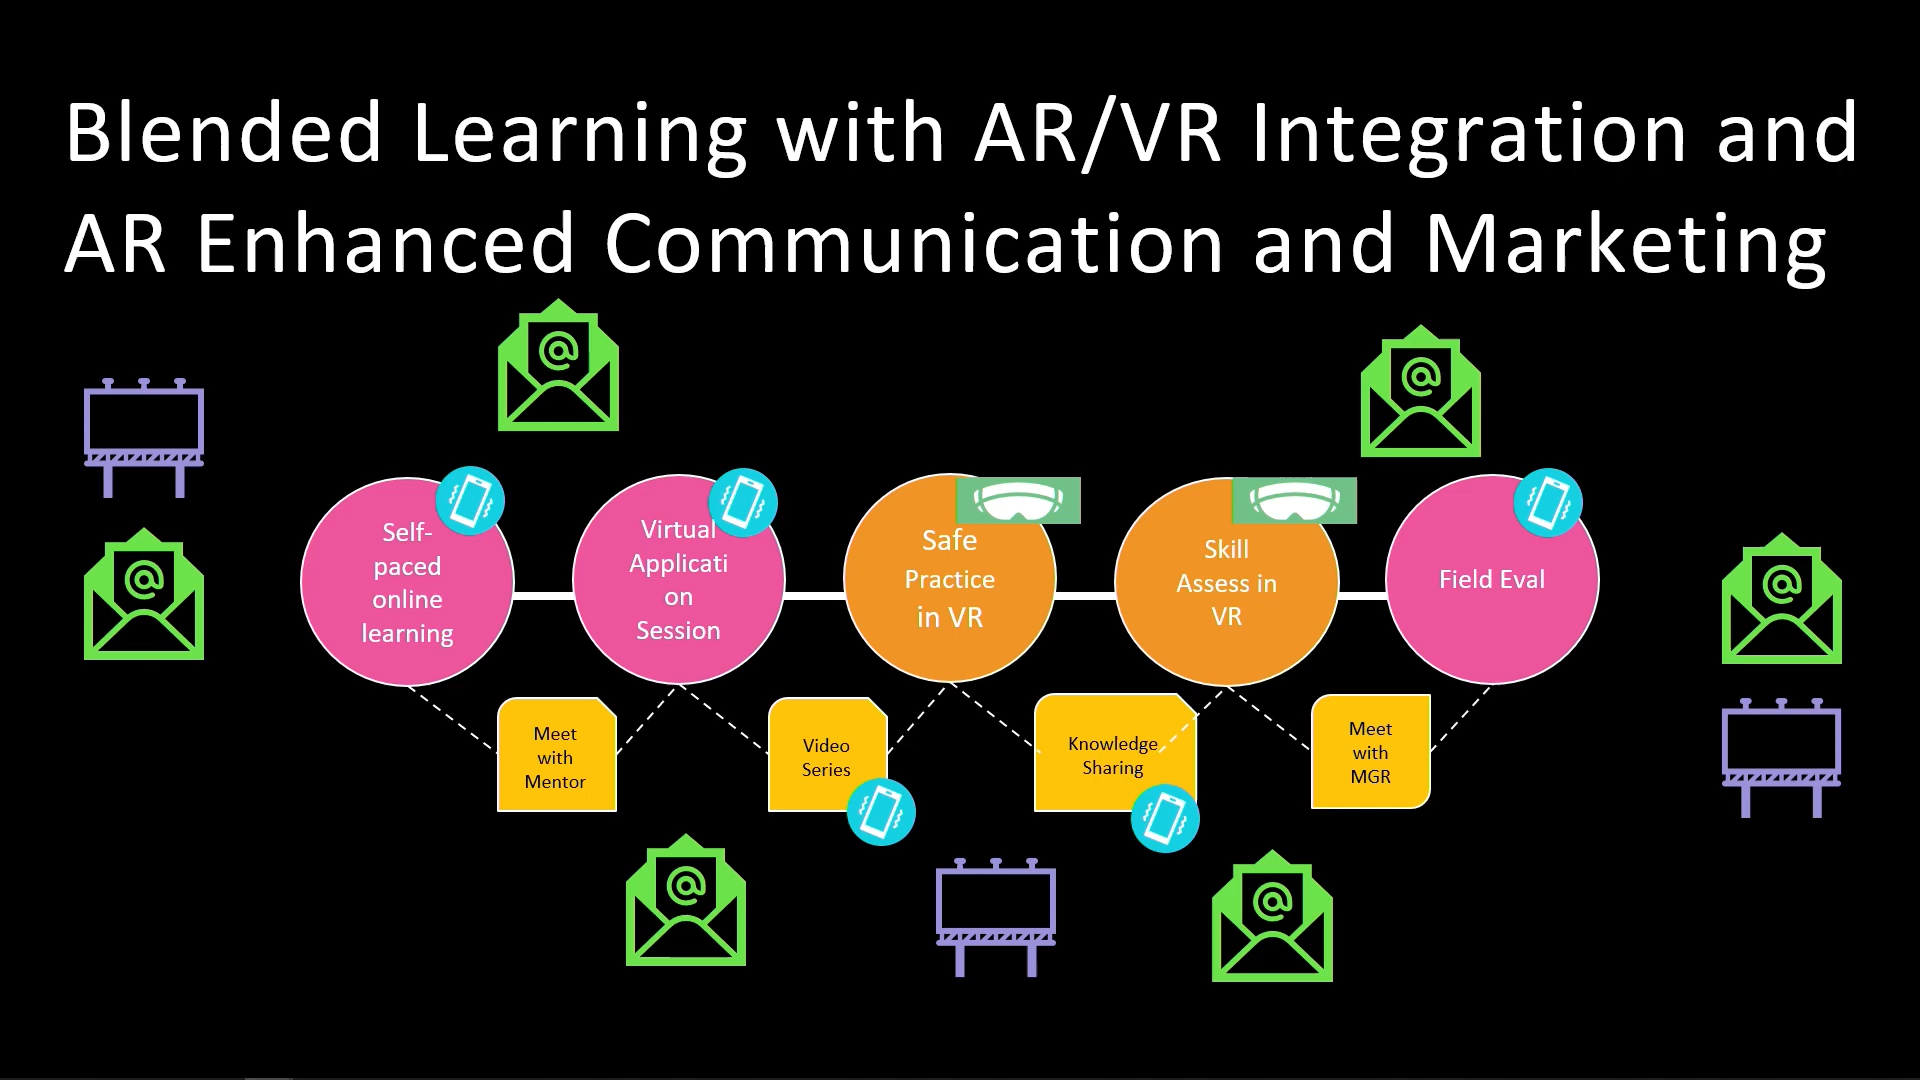 Blended Learning with AR/VR Integration and
AR Enhanced Communication and Marketing
Self-
paced
online
learning
Virtual
Applicati
on
Session
Safe
Practice
in VR
Skill
Assess in
VR
Field Eval
Meet
with
Mentor
Video
Series
Knowledge
Sharing
Meet
with
MGR
@
@
@
@
@
@